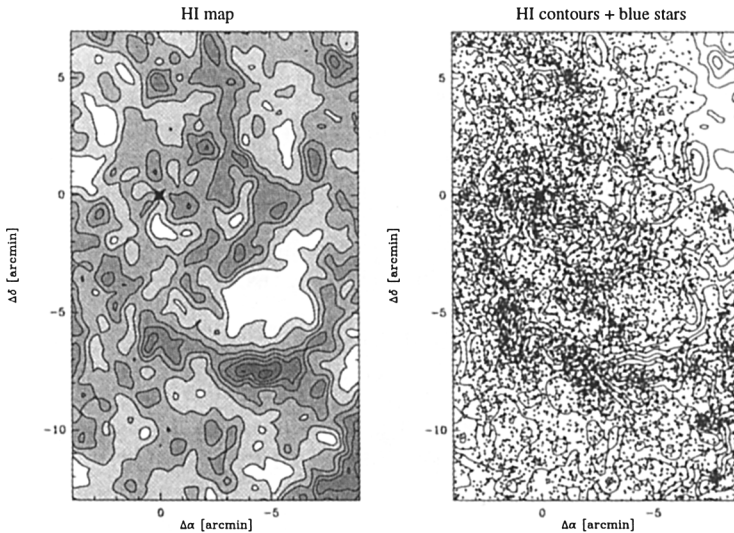 HI map
HI contours + blue stars
5
0
-5
-10
Δδ [arcmin]
0
-5
Δα [arcmin]
5
0
-5
-10
Δδ [arcmin]
0
-5
Δα [arcmin]